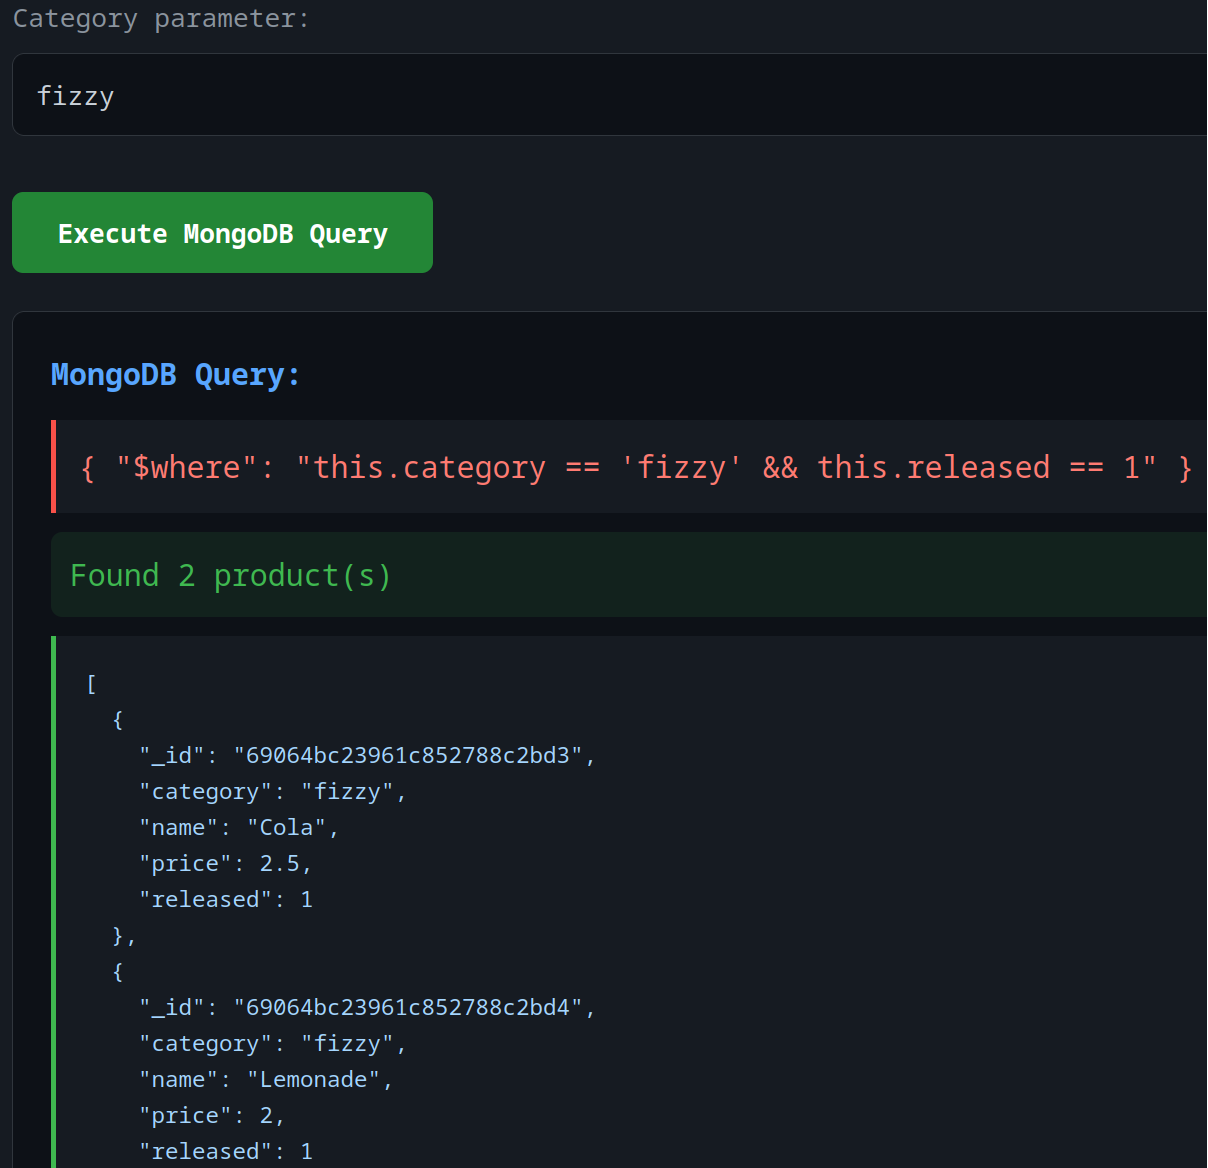 Category parameter:
fizzy
Execute MongoDB Query
MongoDB Query:
{ "$where": "this.category == 'fizzy' && this.released == 1" }
Found 2 product(s)
[
{
"_id": "69064bc23961c852788c2bd3",
"category": "fizzy",
"name": "Cola",
"price": 2.5,
"released": 1
},
{
"_id": "69064bc23961c852788c2bd4",
"category": "fizzy",
"name": "Lemonade",
"price": 2,
"released": 1